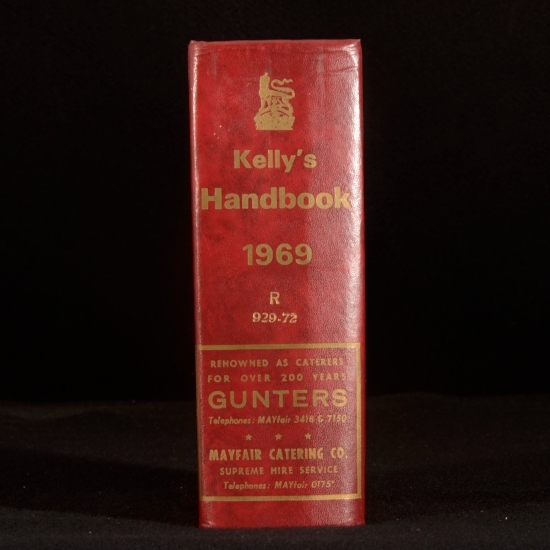 Kelly's
Handbook
1969
R
929.72
RENOWNED AS CATERERS
FOR OVER 200 YEARS
GUNTERS
Telephones: MAYfair 3416 & 7150
★ ★ ★
MAYFAIR CATERING CO.
SUPREME HIRE SERVICE
Telephones: MAYfair 0175